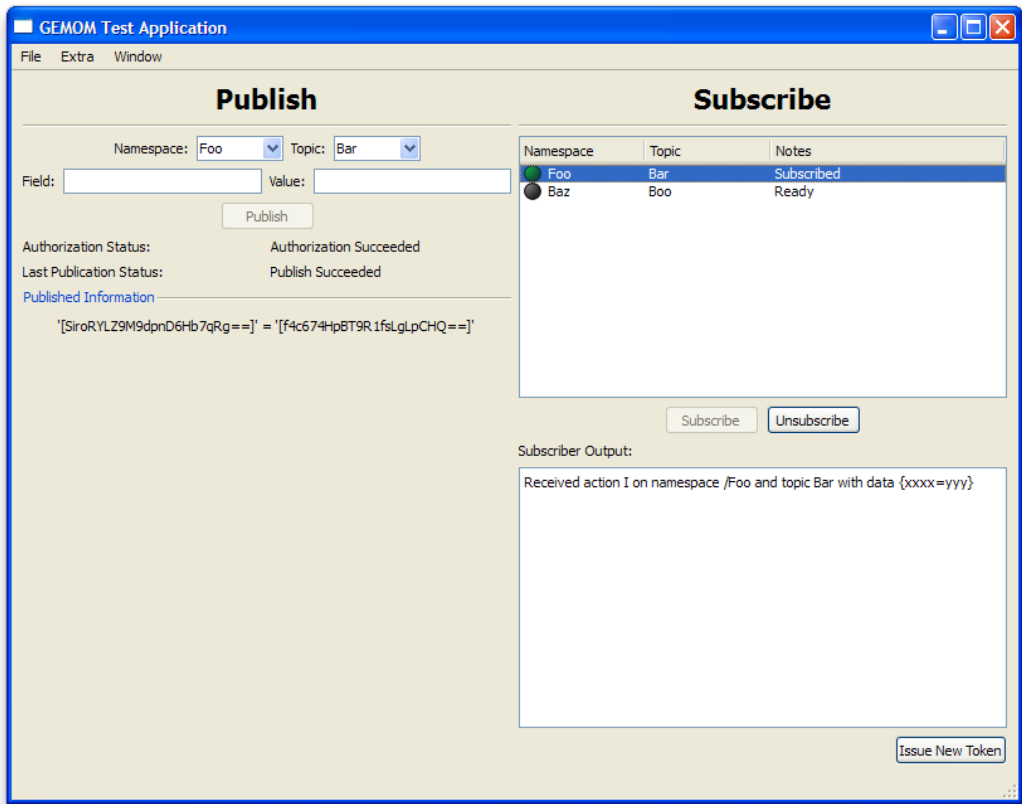 GEMOM Test Application
File Extra Window
Publish
Namespace: Foo Topic: Bar
Field: Value:
Publish
Authorization Status: Authorization Succeeded
Last Publication Status: Publish Succeeded
Published Information
'[SiroRYLZ9M9dpnD6Hb7qRg==]' = '[f4c674HpBT9R1fsLgLpCHQ==]'
Subscribe
Namespace Topic Notes
Foo Bar Subscribed
Baz Boo Ready
Subscribe Unsubscribe
Subscriber Output:
Received action I on namespace /Foo and topic Bar with data {xxxx=yyy}
Issue New Token